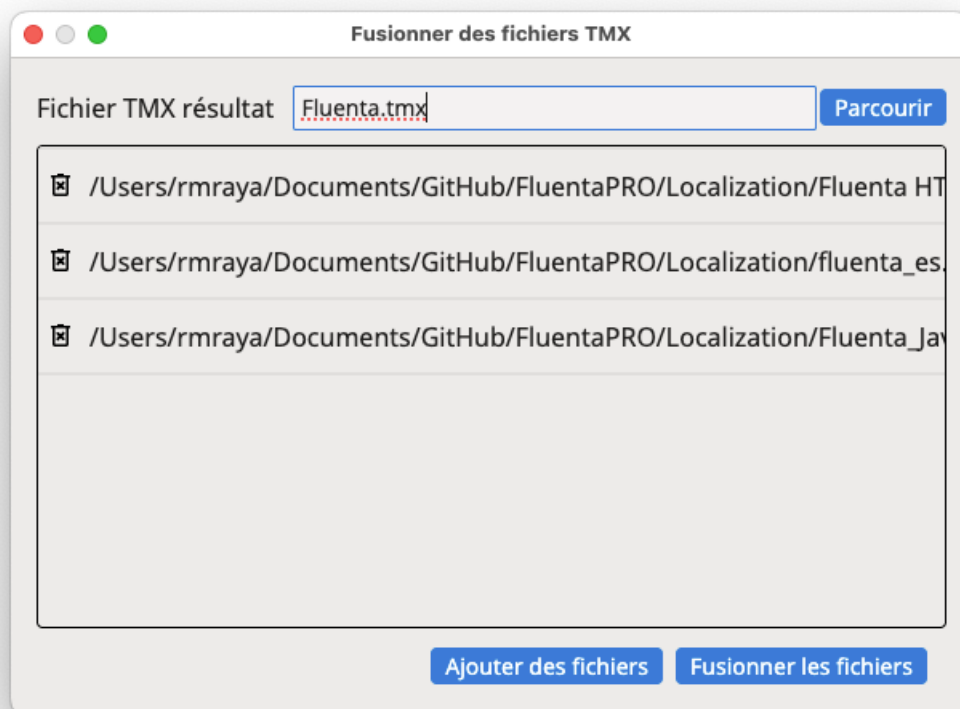 Fusionner des fichiers TMX
Fichier TMX résultat Fluenta.tmx Parcourir
/Users/rmraya/Documents/GitHub/FluentaPRO/Localization/Fluenta HT
/Users/rmraya/Documents/GitHub/FluentaPRO/Localization/fluenta_es.
/Users/rmraya/Documents/GitHub/FluentaPRO/Localization/Fluenta_Jav
Ajouter des fichiers Fusionner les fichiers